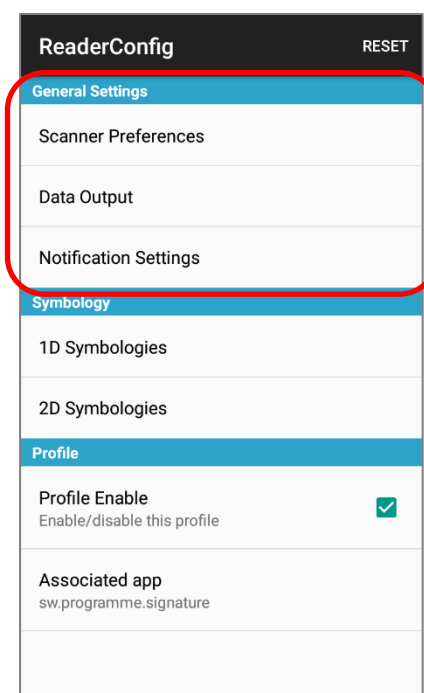 ReaderConfig RESET
General Settings
Scanner Preferences
Data Output
Notification Settings
Symbology
1D Symbologies
2D Symbologies
Profile
Profile Enable
Enable/disable this profile
Associated app
sw.programme.signature